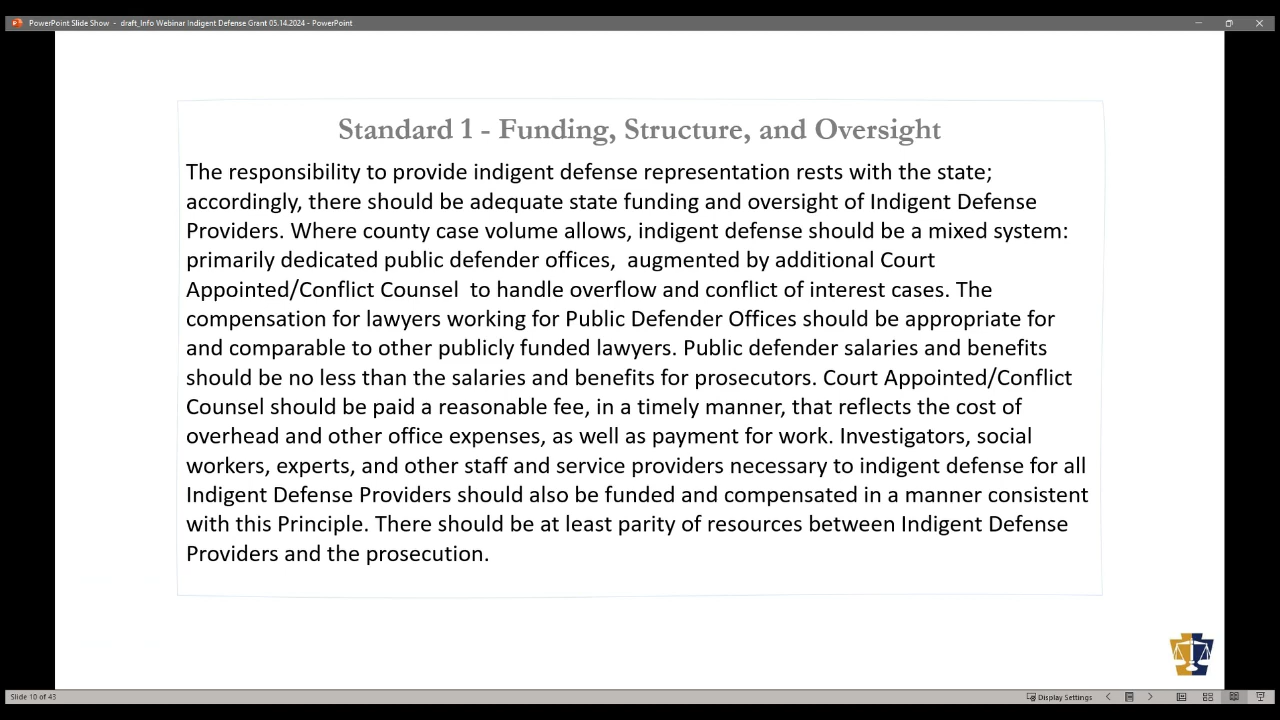 PowerPoint Slide Show - draft_Info Webinar Indigent Defense Grant 05.14.2024 - PowerPoint
Standard 1 - Funding, Structure, and Oversight
The responsibility to provide indigent defense representation rests with the state;
accordingly, there should be adequate state funding and oversight of Indigent Defense
Providers. Where county case volume allows, indigent defense should be a mixed system:
primarily dedicated public defender offices,  augmented by additional Court
Appointed/Conflict Counsel  to handle overflow and conflict of interest cases. The
compensation for lawyers working for Public Defender Offices should be appropriate for
and comparable to other publicly funded lawyers. Public defender salaries and benefits
should be no less than the salaries and benefits for prosecutors. Court Appointed/Conflict
Counsel should be paid a reasonable fee, in a timely manner, that reflects the cost of
overhead and other office expenses, as well as payment for work. Investigators, social
workers, experts, and other staff and service providers necessary to indigent defense for all
Indigent Defense Providers should also be funded and compensated in a manner consistent
with this Principle. There should be at least parity of resources between Indigent Defense
Providers and the prosecution.
Slide 10 of 43
Display Settings